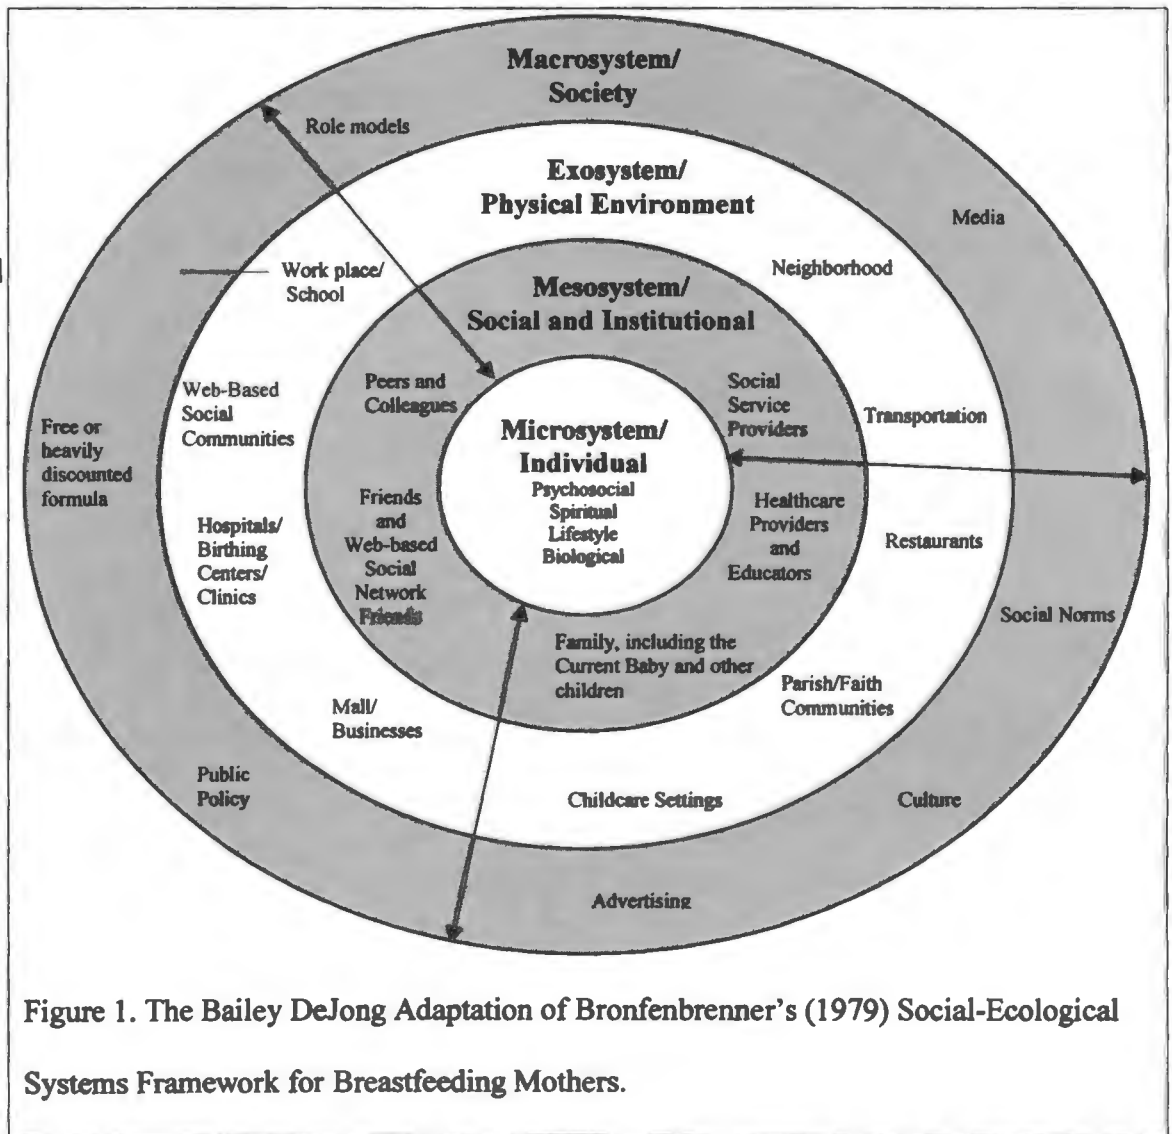 Macrosystem/
Society
Role models
Media
Exosystem/
Physical Environment
Work place/
School
Neighborhood
Mesosystem/
Social and Institutional
Web-Based
Social
Communities
Peers and
Colleagues
Social
Service
Providers
Transportation
Free or
heavily
discounted
formula
Microsystem/
Individual
Psychosocial
Spiritual
Lifestyle
Biological
Hospitals/
Birthing
Centers/
Clinics
Friends
and
Web-based
Social
Network
Friends
Healthcare
Providers
and
Educators
Restaurants
Social Norms
Family, including the
Current Baby and other
children
Parish/Faith
Communities
Mall/
Businesses
Public
Policy
Childcare Settings
Culture
Advertising
Figure 1. The Bailey DeJong Adaptation of Bronfenbrenner's (1979) Social-Ecological
Systems Framework for Breastfeeding Mothers.